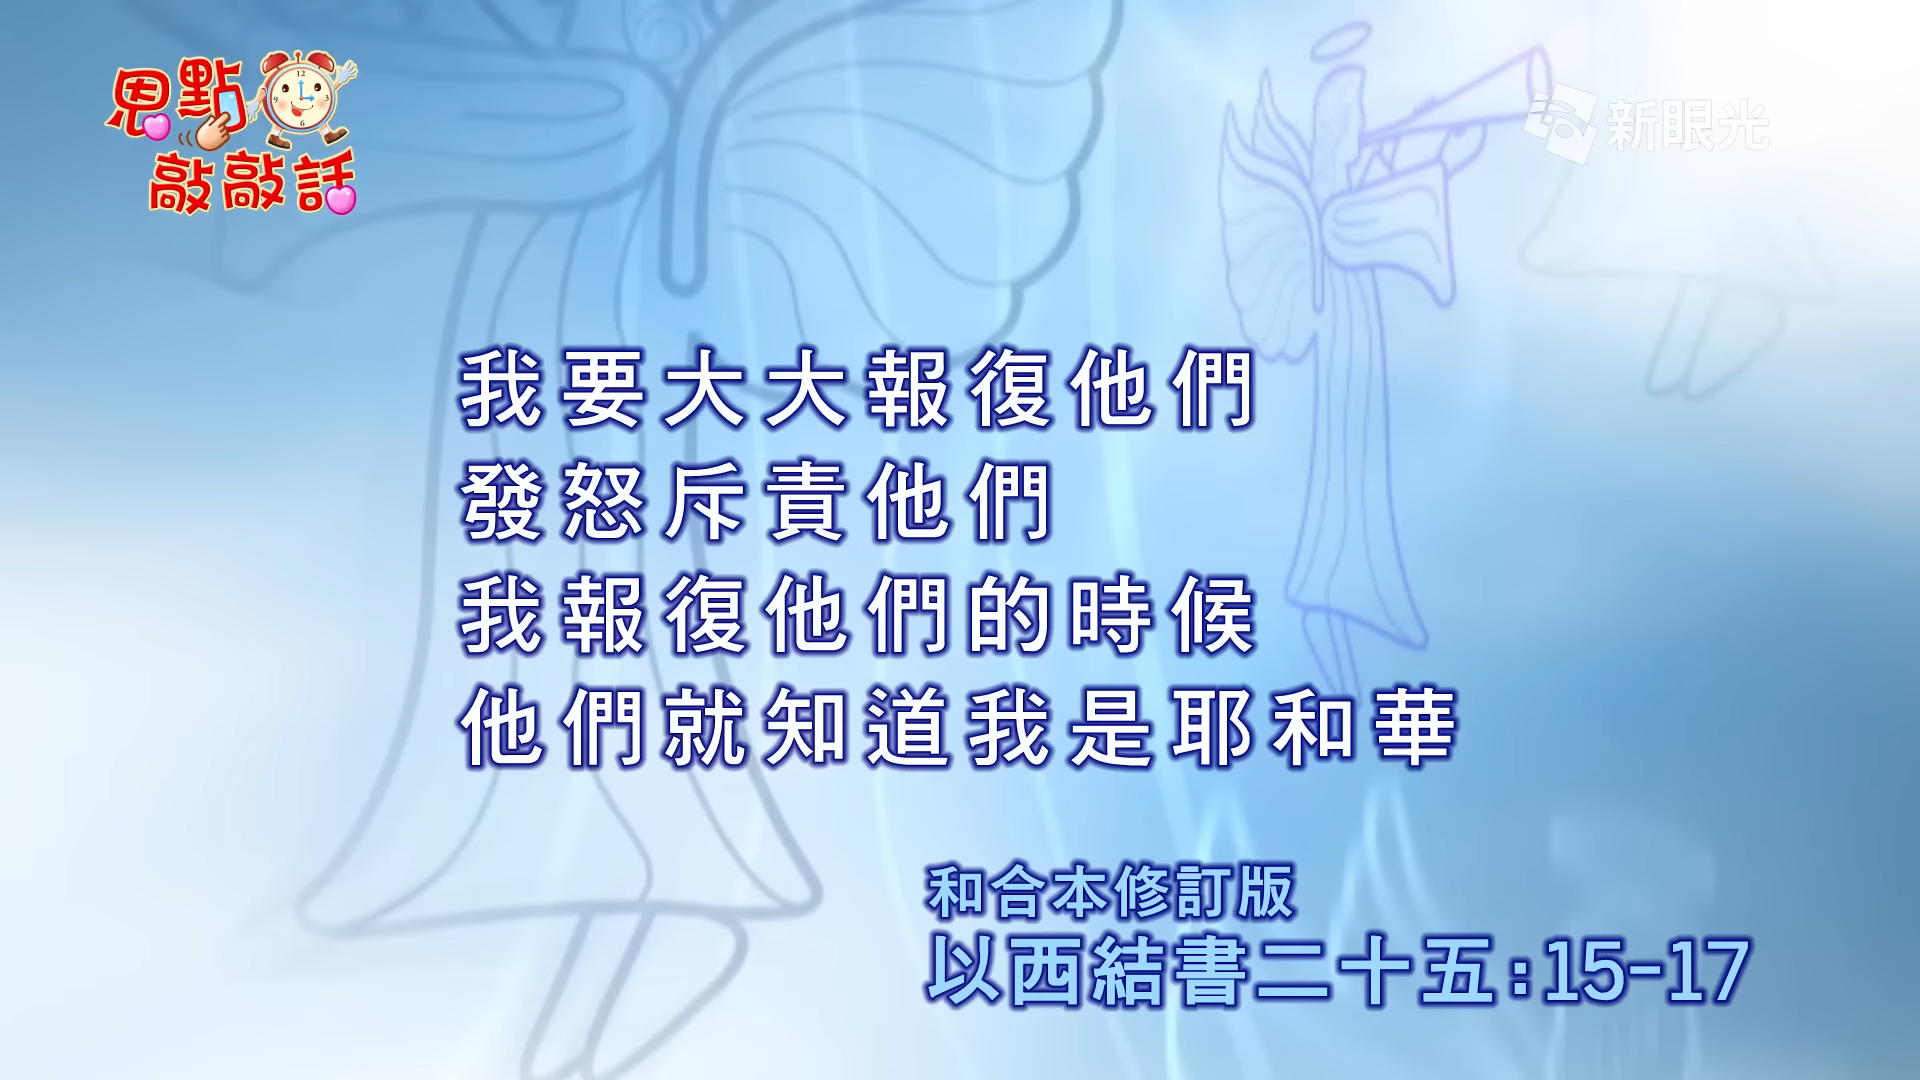 恩點
敲敲話
新眼光
我要大大報復他們
發怒斥責他們
我報復他們的時候
他們就知道我是耶和華
和合本修訂版
以西結書二十五:15-17